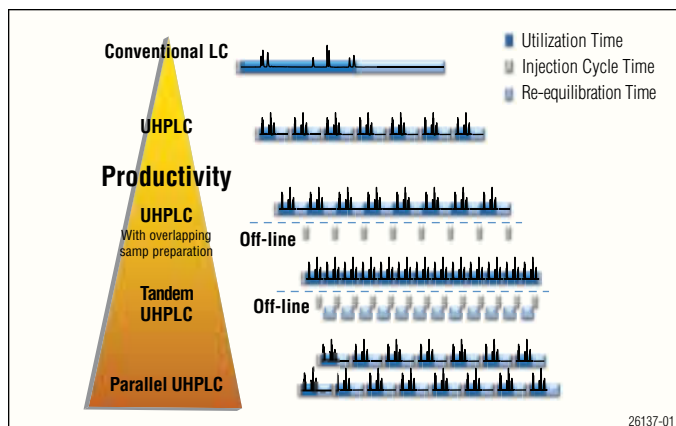 Conventional LC
Utilization Time
Injection Cycle Time
Re-equilibration Time
UHPLC
Productivity
UHPLC
With overlapping
samp preparation
Off-line
Tandem
UHPLC
Off-line
Parallel UHPLC
26137-01